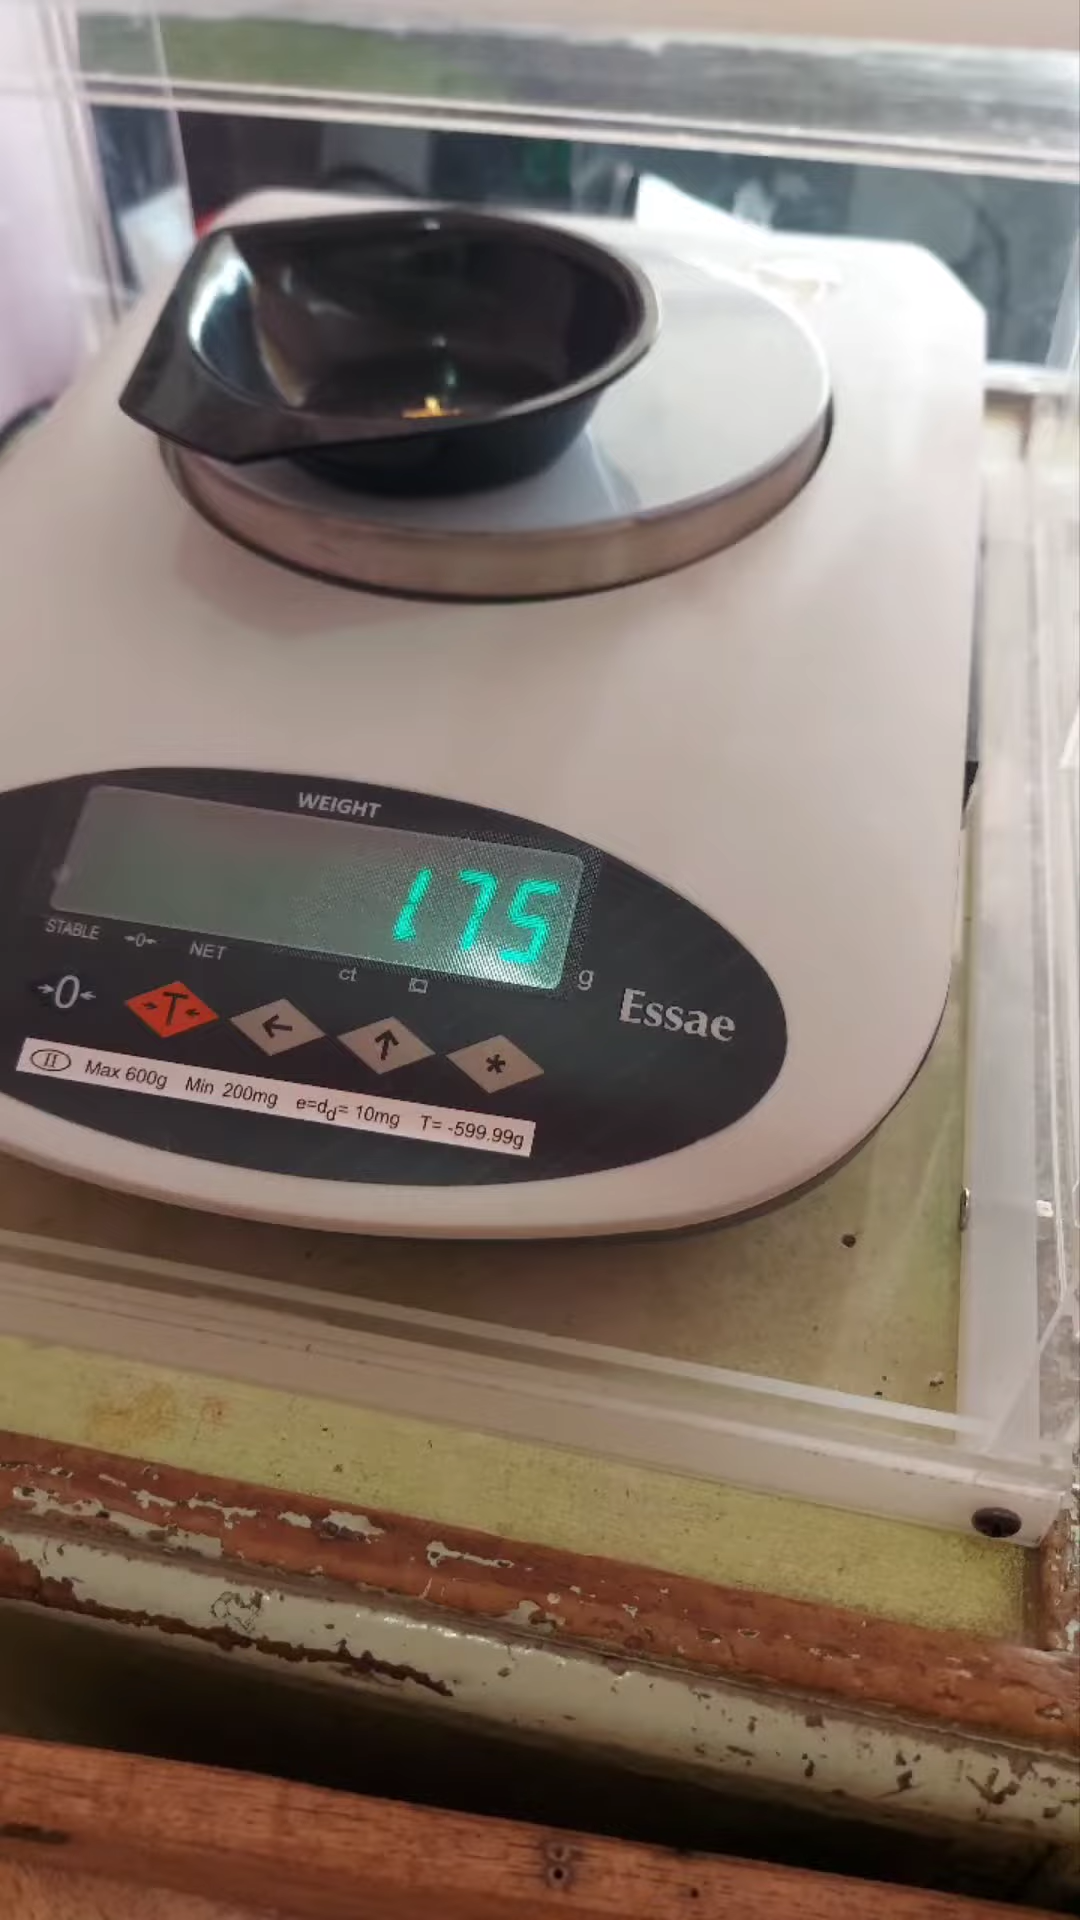 WEIGHT
175
STABLE →0← NET ct g
→0← →T← ← ↑ * Essae
II Max 600g Min 200mg e=dd= 10mg T= -599.99g